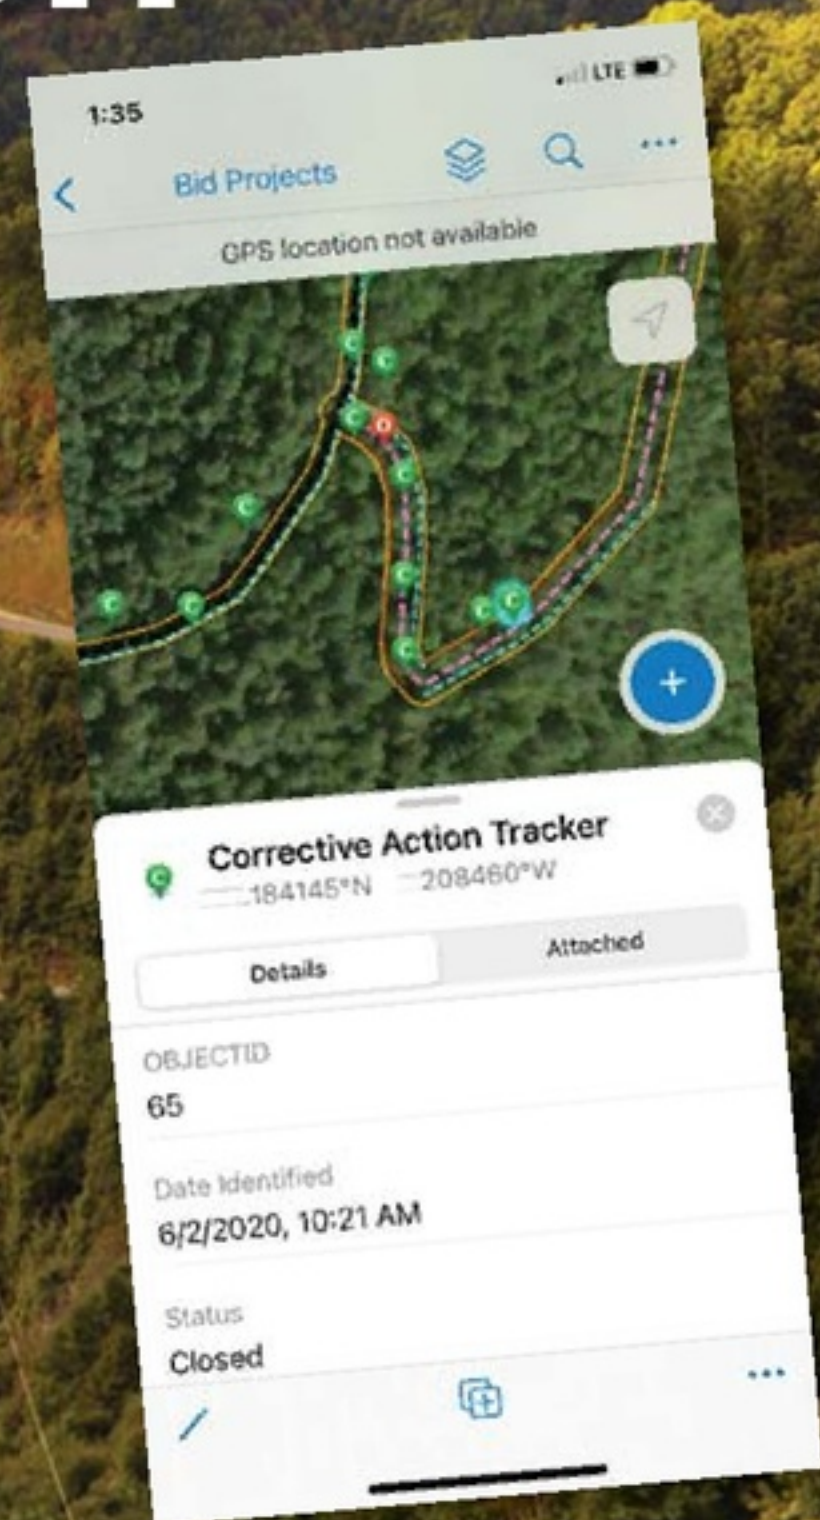 1:35
LTE
Bid Projects
GPS location not available
C
C
C
O
C
C
C
C
C
C
C
C
Corrective Action Tracker
184145°N 208460°W
Details
Attached
OBJECTID
65
Date Identified
6/2/2020, 10:21 AM
Status
Closed